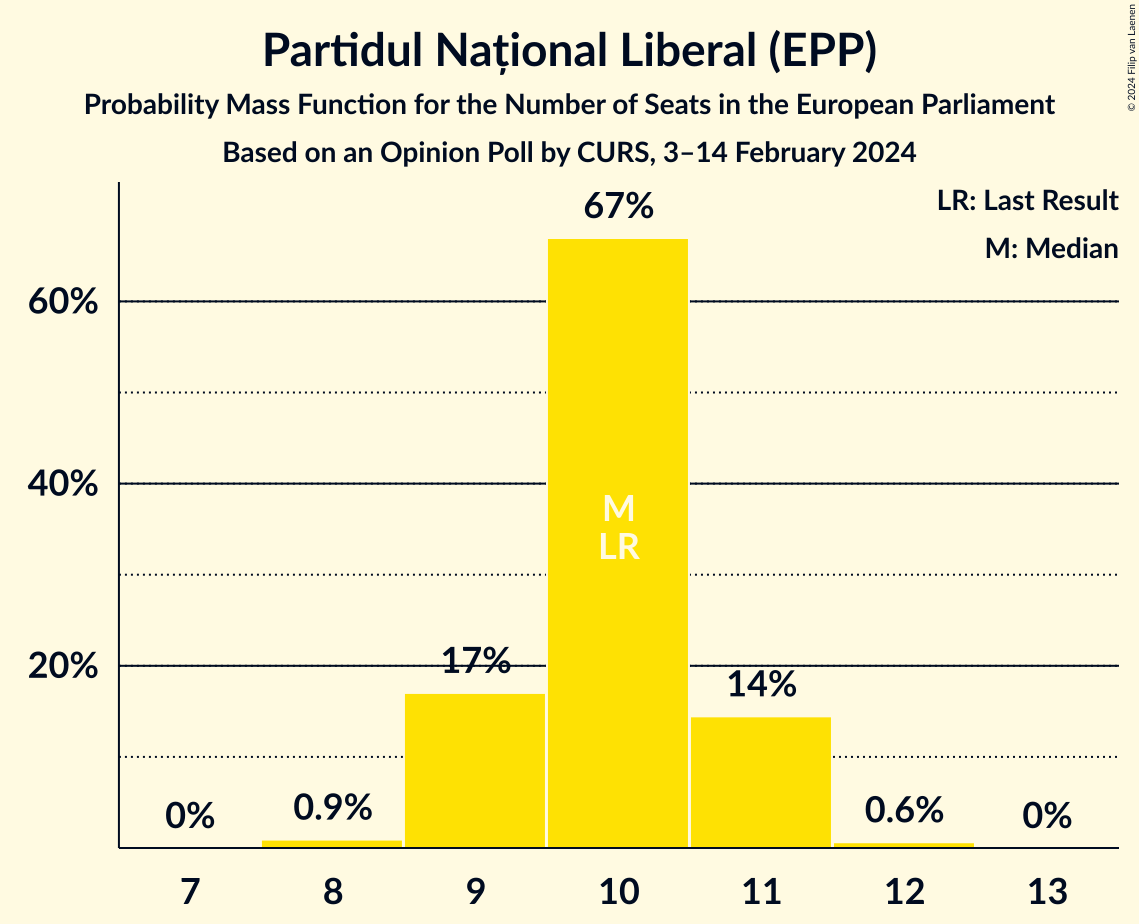 Partidul Național Liberal (EPP)
Probability Mass Function for the Number of Seats in the European Parliament
Based on an Opinion Poll by CURS, 3–14 February 2024
© 2024 Filip van Laenen
LR: Last Result
M: Median
67%
60%
40%
M
LR
20%
17%
14%
0%
0.9%
0.6%
0%
7
8
9
10
11
12
13